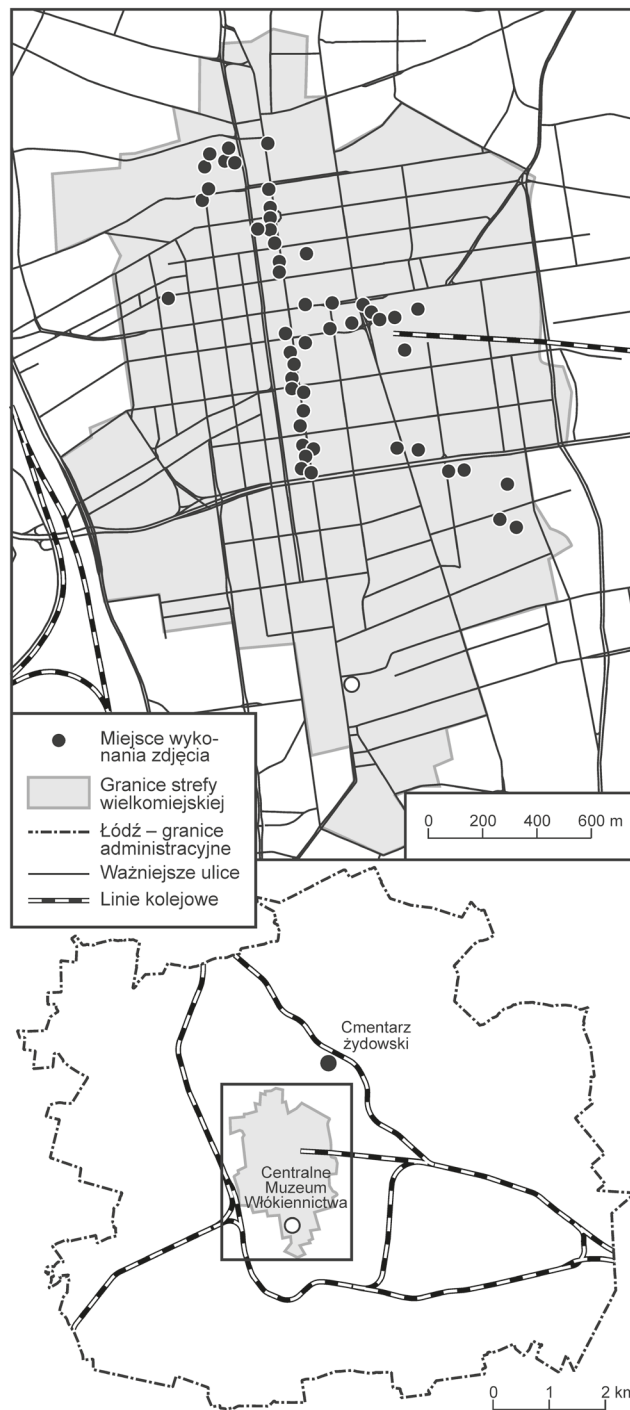 Miejsce wyko-
nania zdjęcia
Granice strefy
wielkomiejskiej
Łódź – granice
administracyjne
Ważniejsze ulice
Linie kolejowe
0 200 400 600 m
Cmentarz
żydowski
Centralne
Muzeum
Włókiennictwa
0 1 2 km